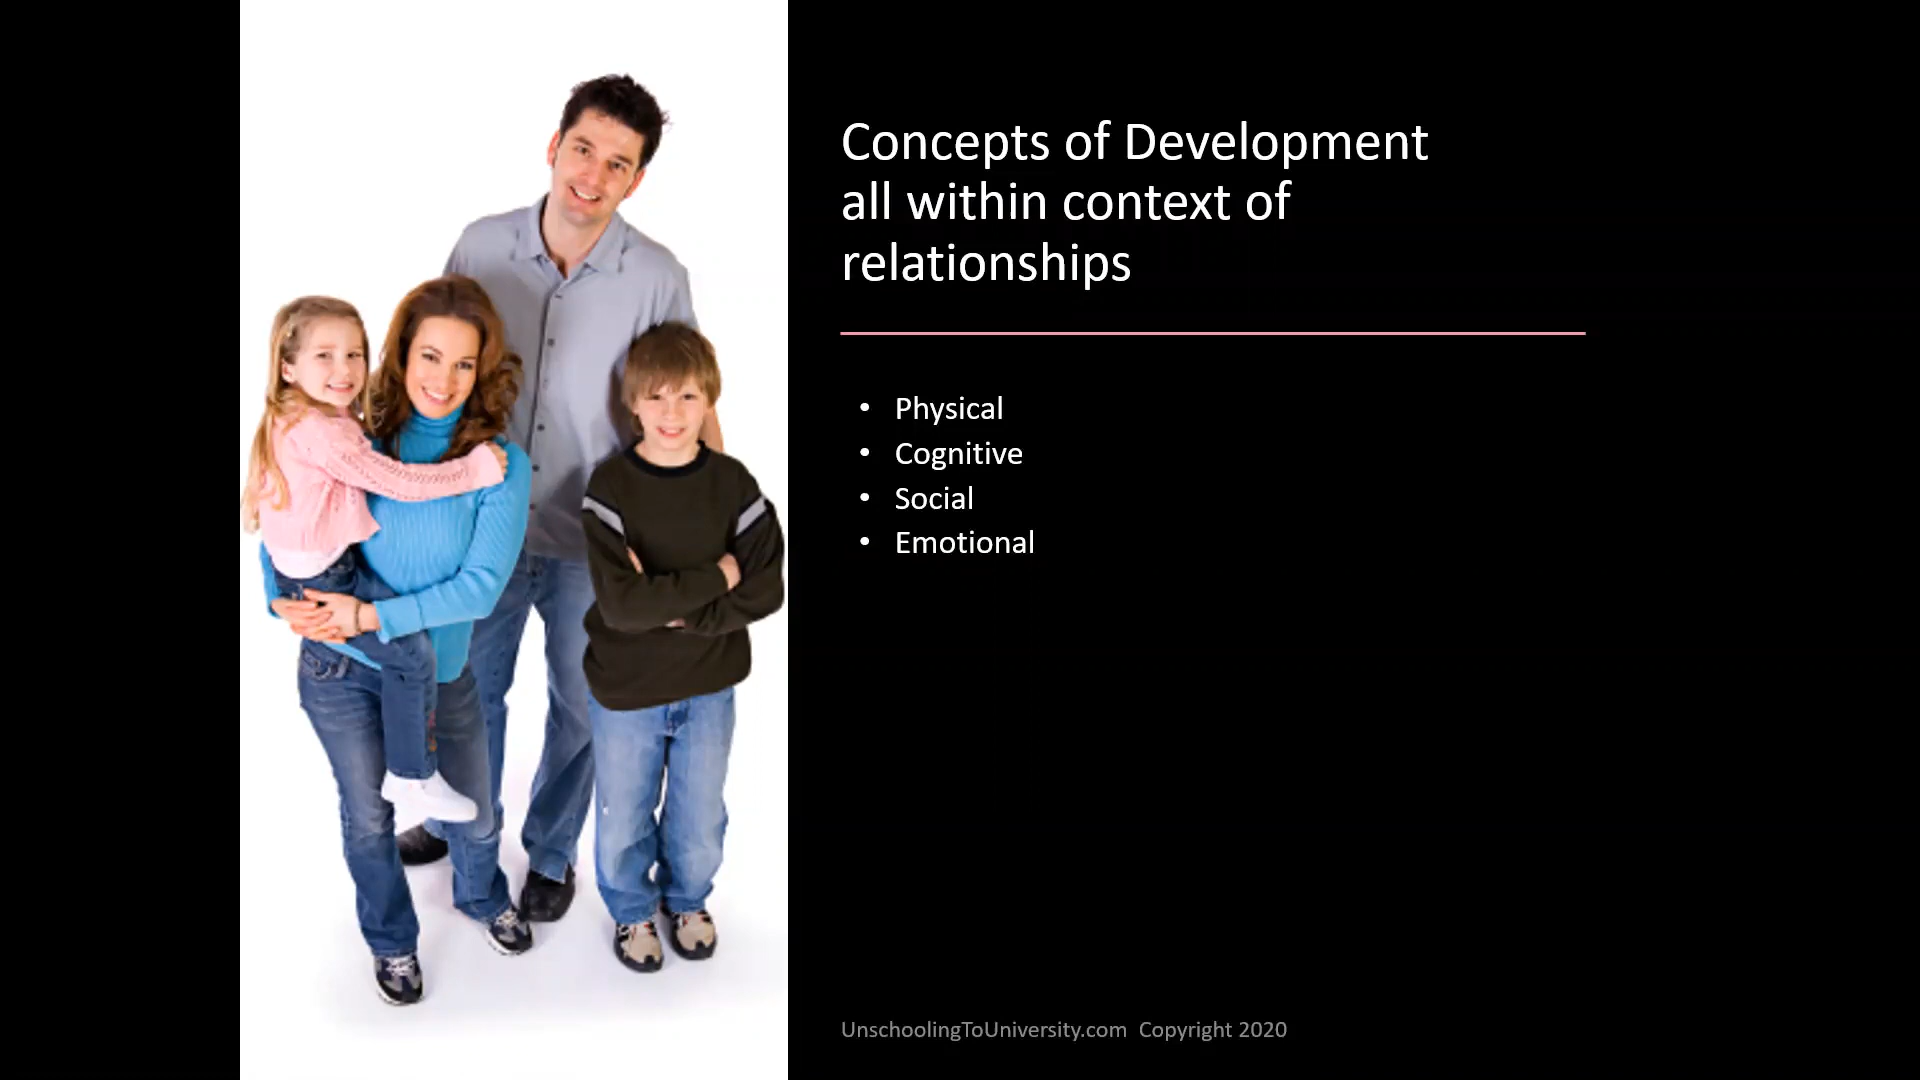 Concepts of Development
all within context of
relationships
• Physical
• Cognitive
• Social
• Emotional
UnschoolingToUniversity.com Copyright 2020